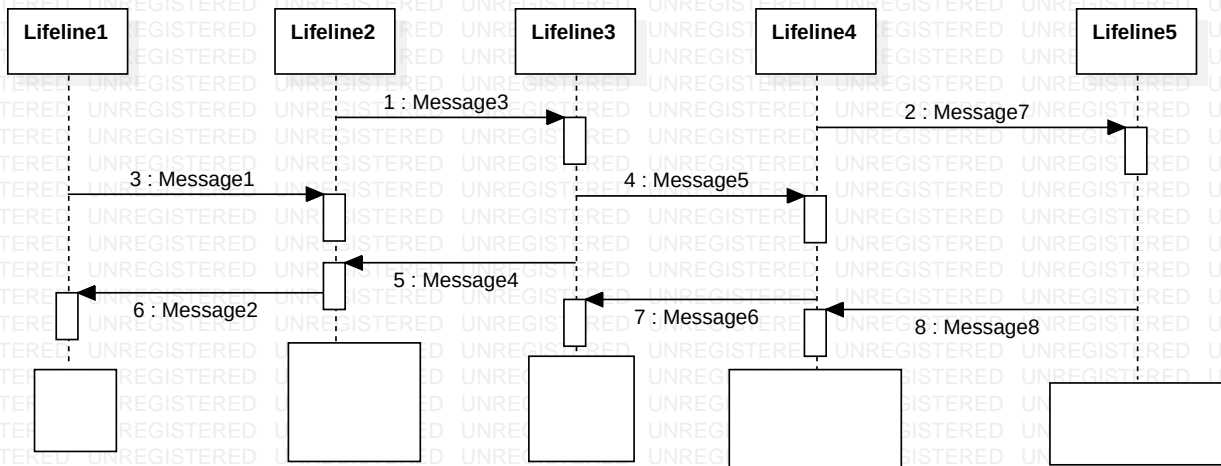 Lifeline1
Lifeline2
Lifeline3
Lifeline4
Lifeline5
1 : Message3
2 : Message7
3 : Message1
4 : Message5
5 : Message4
6 : Message2
7 : Message6
8 : Message8
UNREGISTERED